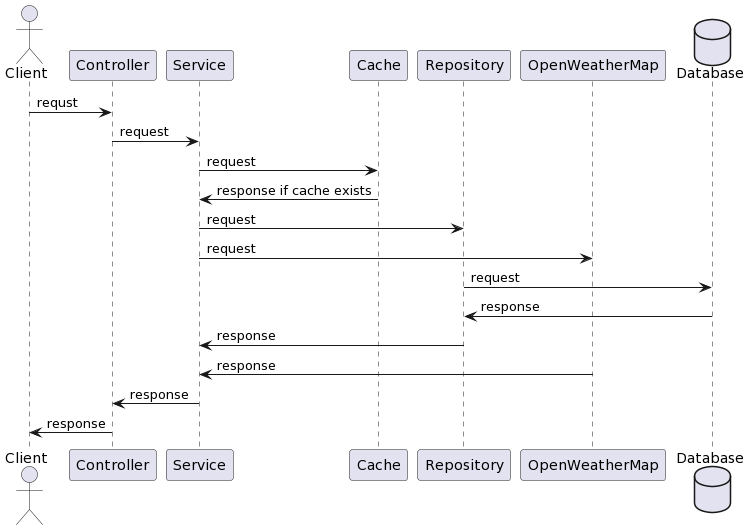 Client
Controller
Service
Cache
Repository
OpenWeatherMap
Database
requst
request
request
response if cache exists
request
request
request
response
response
response
response
response
Client
Controller
Service
Cache
Repository
OpenWeatherMap
Database